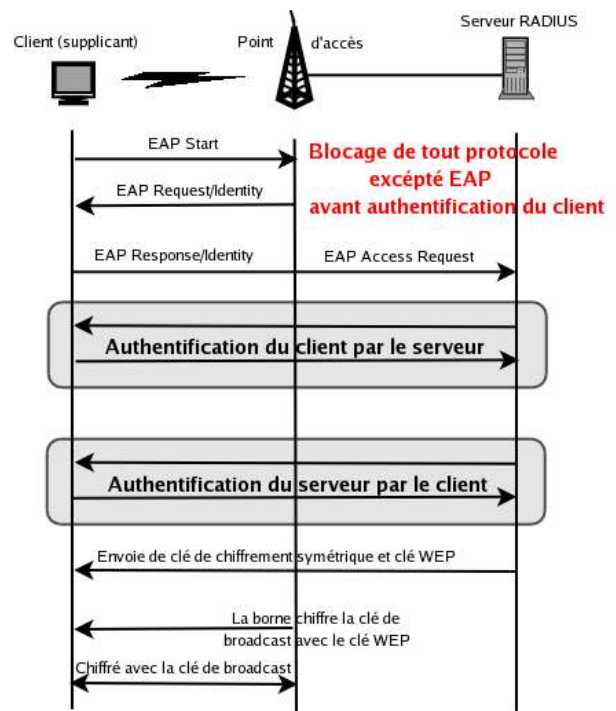 Serveur RADIUS
Client (supplicant)
Point d'accès
EAP Start
Blocage de tout protocole
excépté EAP
avant authentification du client
EAP Request/Identity
EAP Response/Identity
EAP Access Request
Authentification du client par le serveur
Authentification du serveur par le client
Envoie de clé de chiffrement symétrique et clé WEP
La borne chiffre la clé de
broadcast avec le clé WEP
Chiffré avec la clé de broadcast